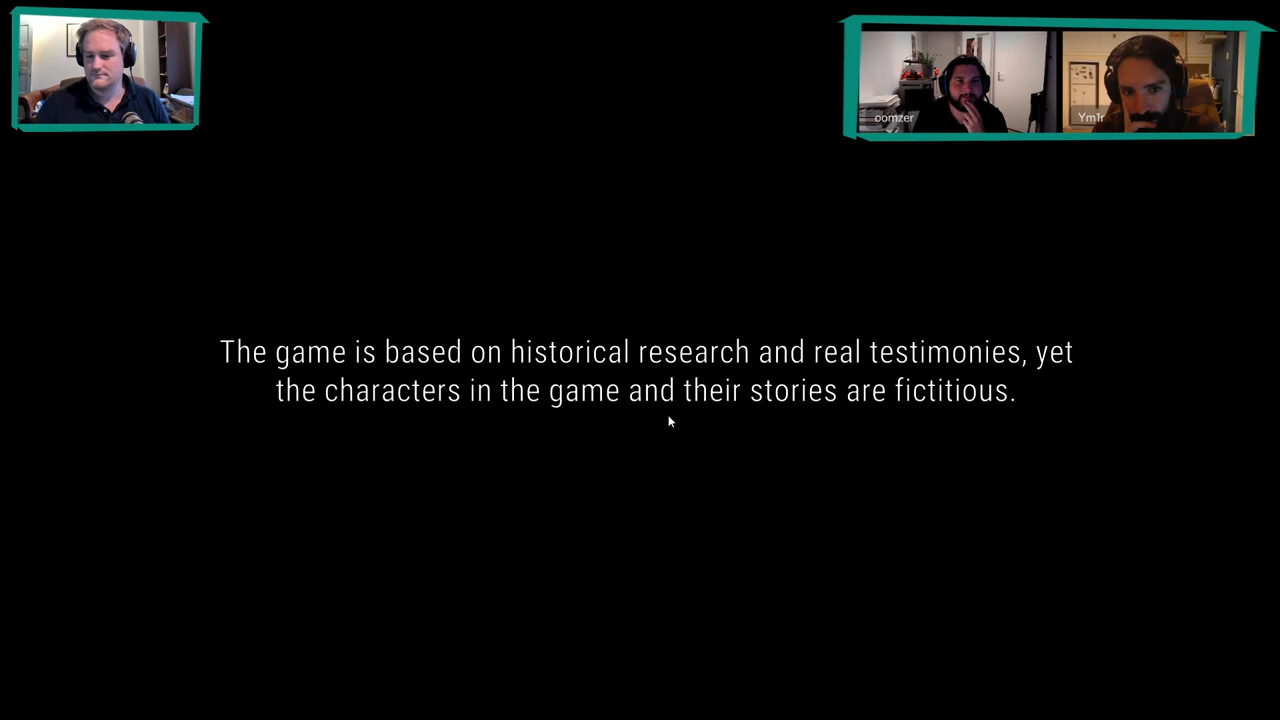 oomzer
Ym1r
The game is based on historical research and real testimonies, yet
the characters in the game and their stories are fictitious.